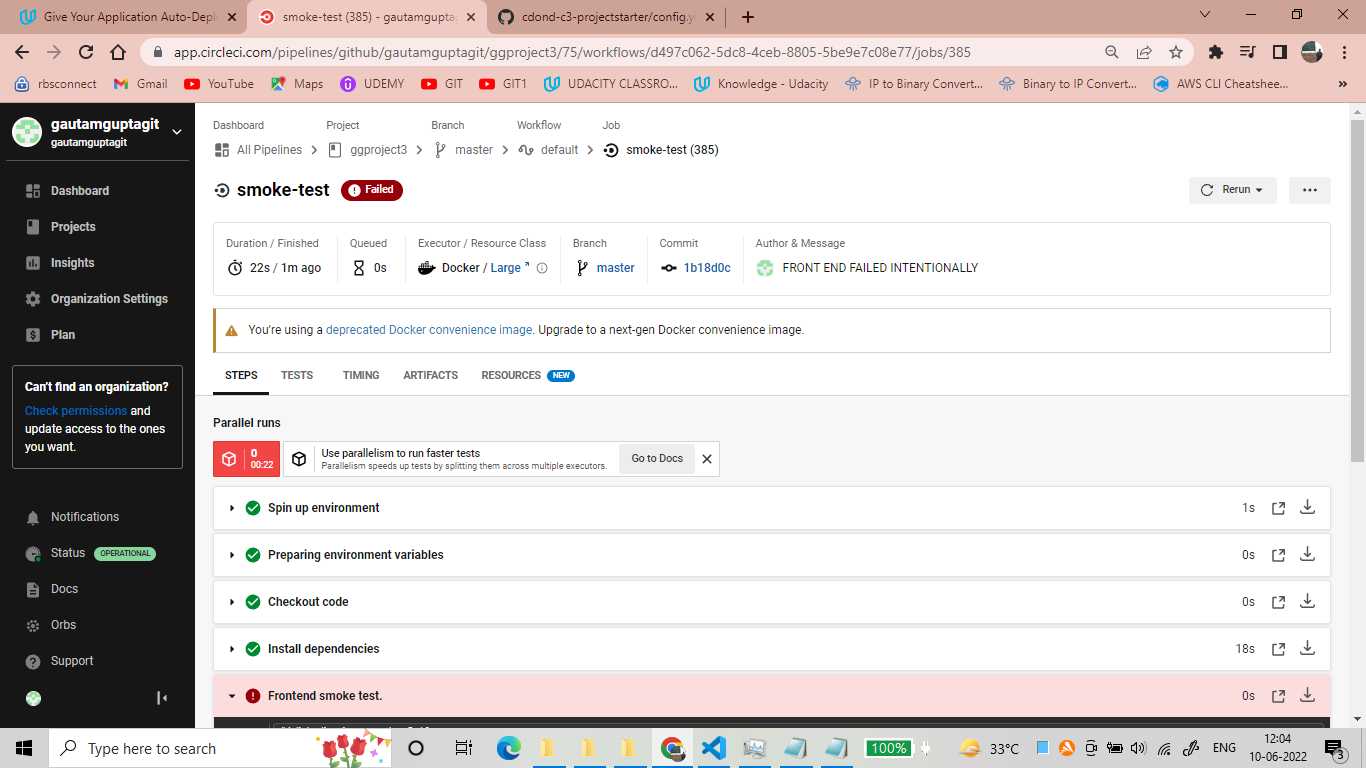 Give Your Application Auto-Depl
smoke-test (385) - gautamgupta
cdond-c3-projectstarter/config.y
app.circleci.com/pipelines/github/gautamguptagit/ggproject3/75/workflows/d497c062-5dc8-4ceb-8805-5be9e7c08e77/jobs/385
rbsconnect
Gmail
YouTube
Maps
UDEMY
GIT
GIT1
UDACITY CLASSRO...
Knowledge - Udacity
IP to Binary Convert...
Binary to IP Convert...
AWS CLI Cheatshee...
»
gautamguptagit
gautamguptagit
Dashboard
Projects
Insights
Organization Settings
Plan
Can't find an organization?
Check permissions and
update access to the ones
you want.
Notifications
Status OPERATIONAL
Docs
Orbs
Support
Dashboard
Project
Branch
Workflow
Job
All Pipelines
ggproject3
master
default
smoke-test (385)
smoke-test
Failed
Rerun
Duration / Finished
22s / 1m ago
Queued
0s
Executor / Resource Class
Docker / Large
Branch
master
Commit
1b18d0c
Author & Message
FRONT END FAILED INTENTIONALLY
You're using a deprecated Docker convenience image. Upgrade to a next-gen Docker convenience image.
STEPS
TESTS
TIMING
ARTIFACTS
RESOURCES
NEW
Parallel runs
0
00:22
Use parallelism to run faster tests
Parallelism speeds up tests by splitting them across multiple executors.
Go to Docs
Spin up environment
1s
Preparing environment variables
0s
Checkout code
0s
Install dependencies
18s
Frontend smoke test.
0s
Type here to search
100%
33°C
ENG
12:04
10-06-2022
3